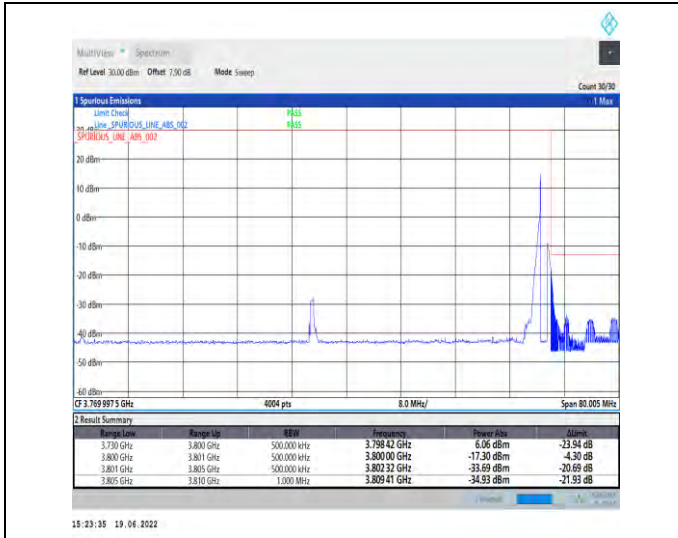 MultiView Spectrum
Ref Level 30.00 dBm Offset 7.90 dB Mode Sweep
Count 30/30
1 Spurious Emissions 1 Max
Limit Check PASS
Line _SPURIOUS_LINE_ABS_002 PASS
_SPURIOUS_LINE_ABS_002
20 dBm
10 dBm
0 dBm
-10 dBm
-20 dBm
-30 dBm
-40 dBm
-50 dBm
-60 dBm
CF 3.769 997 5 GHz 4004 pts 8.0 MHz/ Span 80.005 MHz
2 Result Summary
Range Low Range Up RBW Frequency Power Abs ΔLimit
3.730 GHz 3.800 GHz 500.000 kHz 3.798 42 GHz 6.06 dBm -23.94 dB
3.800 GHz 3.801 GHz 500.000 kHz 3.800 00 GHz -17.30 dBm -4.30 dB
3.801 GHz 3.805 GHz 500.000 kHz 3.802 32 GHz -33.69 dBm -20.69 dB
3.805 GHz 3.810 GHz 1.000 MHz 3.809 41 GHz -34.93 dBm -21.93 dB
15:23:35 19.06.2022